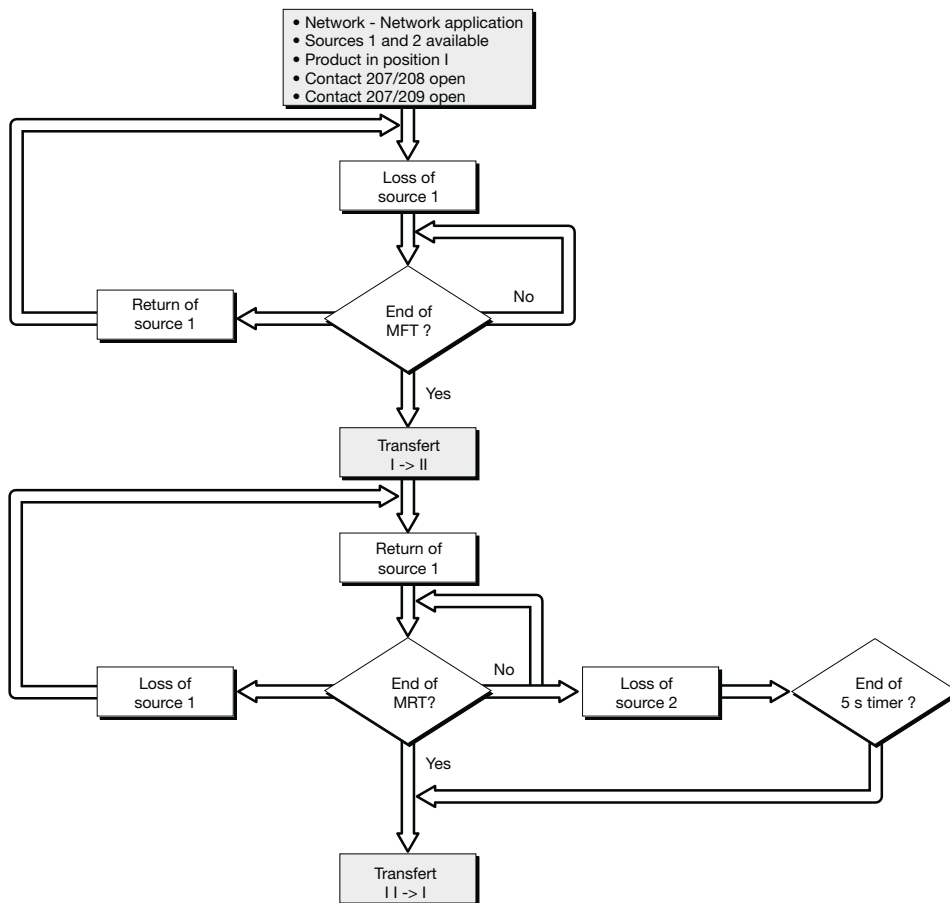 • Network - Network application
• Sources 1 and 2 available
• Product in position I
• Contact 207/208 open
• Contact 207/209 open
Loss of
source 1
No
Return of
source 1
End of
MFT ?
Yes
Transfert
I -> II
Return of
source 1
No
Loss of
source 1
End of
MRT?
Loss of
source 2
End of
5 s timer ?
Yes
Transfert
I I -> I